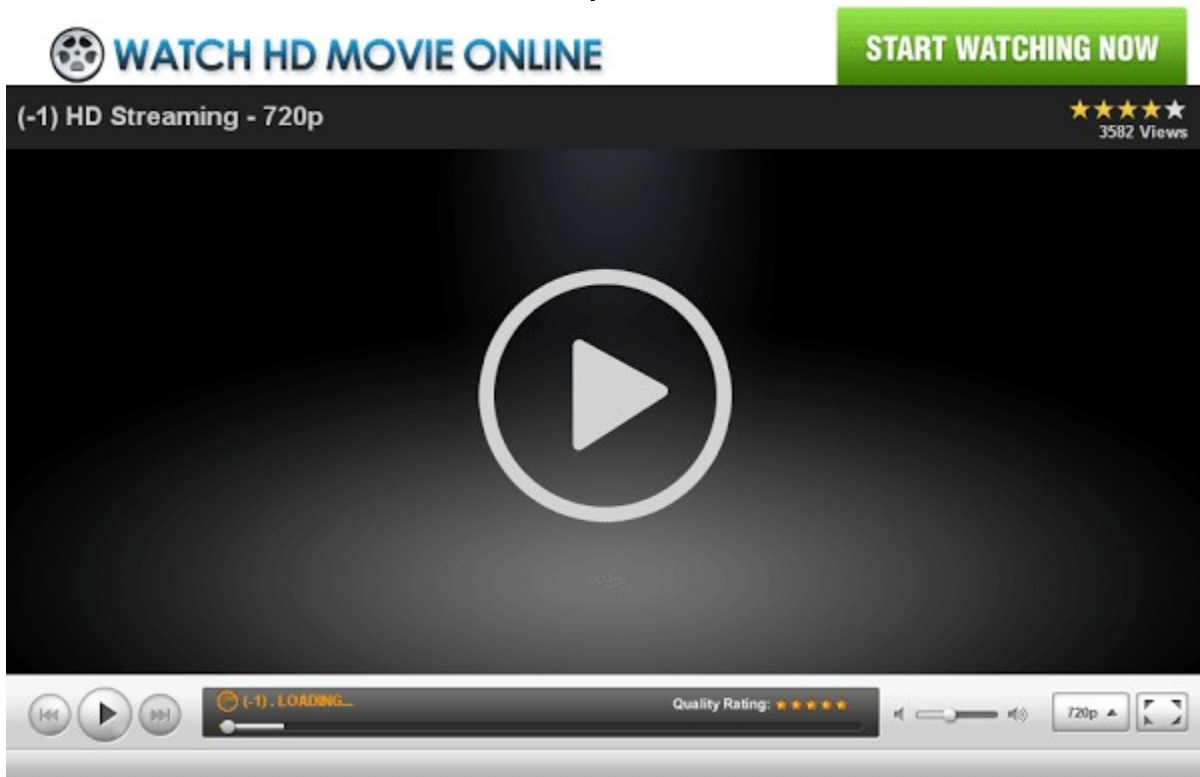 WATCH HD MOVIE ONLINE
START WATCHING NOW
(-1) HD Streaming - 720p
3582 Views
(-1) . LOADING...
Quality Rating:
720p